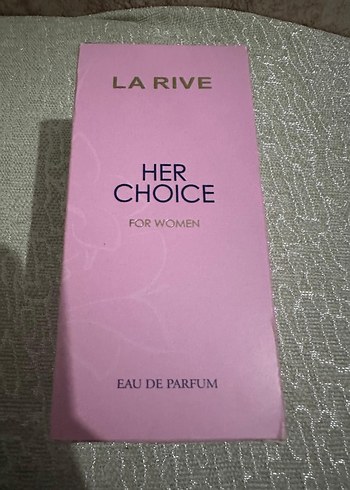 LA RIVE
HER
CHOICE
FOR WOMEN
EAU DE PARFUM